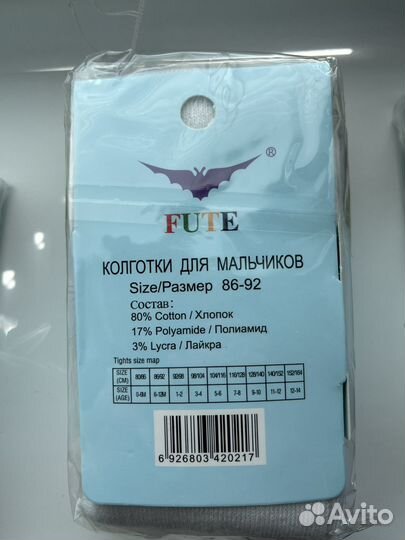 ®
FUTE
КОЛГОТКИ ДЛЯ МАЛЬЧИКОВ
Size/Размер 86-92
Состав:
80% Cotton / Хлопок
17% Polyamide / Полиамид
3% Lycra / Лайкра
Tights size map
SIZE (CM) 80/86 86/92 92/98 98/104 104/116 116/128 128/140 140/152 152/164
SIZE (AGE) 0-6M 6-12M 1-2 3-4 5-6 7-8 9-10 11-12 12-14
6 926803 420217
Avito